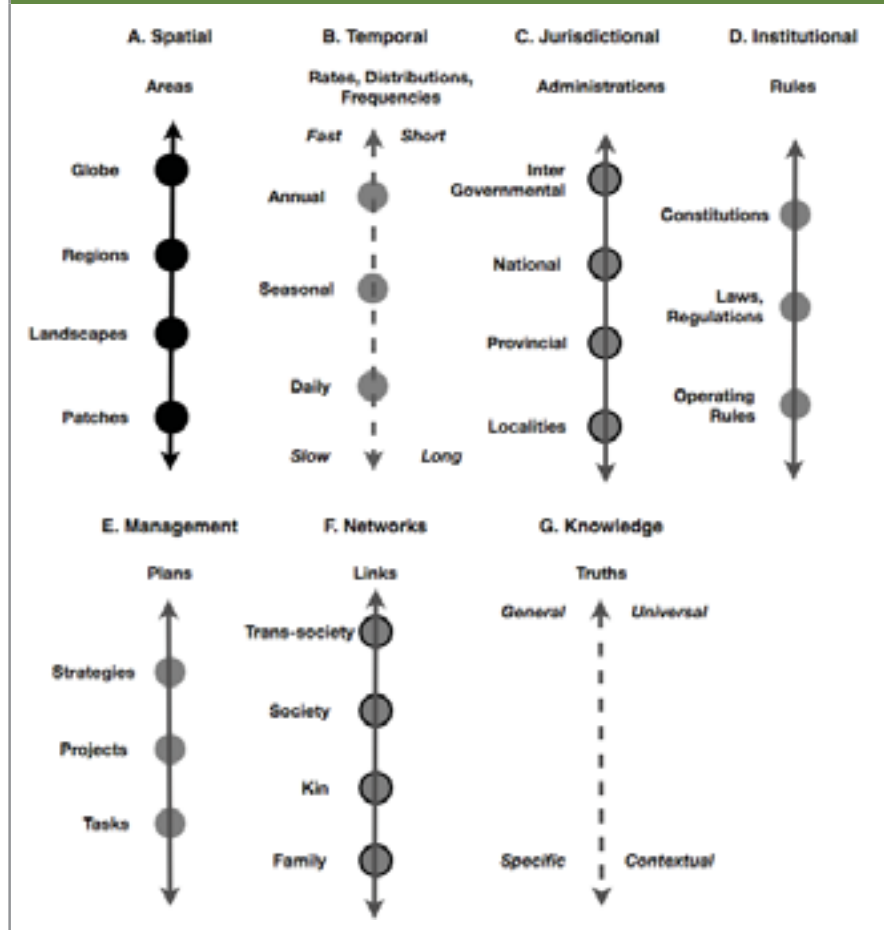 A. Spatial
Areas
Globe
Regions
Landscapes
Patches
B. Temporal
Rates, Distributions,
Frequencies
Fast
Short
Annual
Seasonal
Daily
Slow
Long
C. Jurisdictional
Administrations
Inter
Governmental
National
Provincial
Localities
D. Institutional
Rules
Constitutions
Laws,
Regulations
Operating
Rules
E. Management
Plans
Strategies
Projects
Tasks
F. Networks
Links
Trans-society
Society
Kin
Family
G. Knowledge
Truths
General
Universal
Specific
Contextual